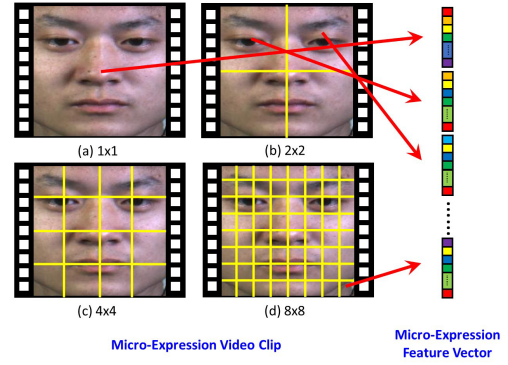 (a) 1x1
(b) 2x2
(c) 4x4
(d) 8x8
Micro-Expression Video Clip
Micro-Expression
Feature Vector